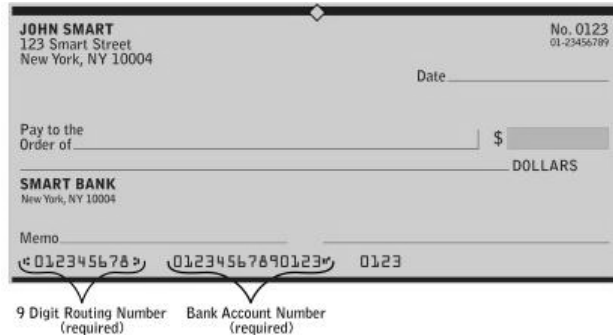 JOHN SMART
123 Smart Street
New York, NY 10004
No. 0123
01-23456789
Date
Pay to the
Order of
$
DOLLARS
SMART BANK
New York, NY 10004
Memo
⑆012345678⑆ 01234567890123⑈ 0123
9 Digit Routing Number
(required)
Bank Account Number
(required)